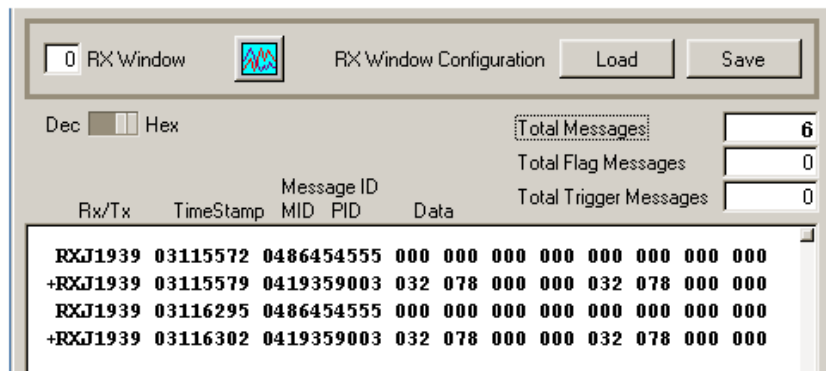 0 RX Window RX Window Configuration Load Save
Dec Hex Total Messages 6
Total Flag Messages 0
Message ID
Total Trigger Messages 0
Rx/Tx TimeStamp MID PID Data
RXJ1939 03115572 0486454555 000 000 000 000 000 000 000 000
+RXJ1939 03115579 0419359003 032 078 000 000 032 078 000 000
RXJ1939 03116295 0486454555 000 000 000 000 000 000 000 000
+RXJ1939 03116302 0419359003 032 078 000 000 032 078 000 000